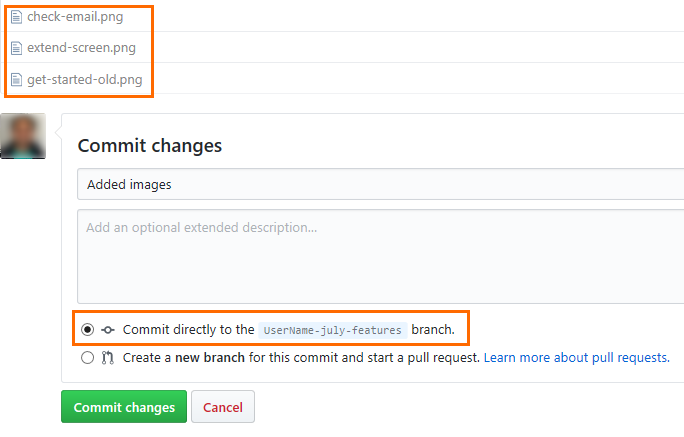 check-email.png
extend-screen.png
get-started-old.png
Commit changes
Added images
Add an optional extended description...
Commit directly to the UserName-july-features branch.
Create a new branch for this commit and start a pull request. Learn more about pull requests.
Commit changes Cancel